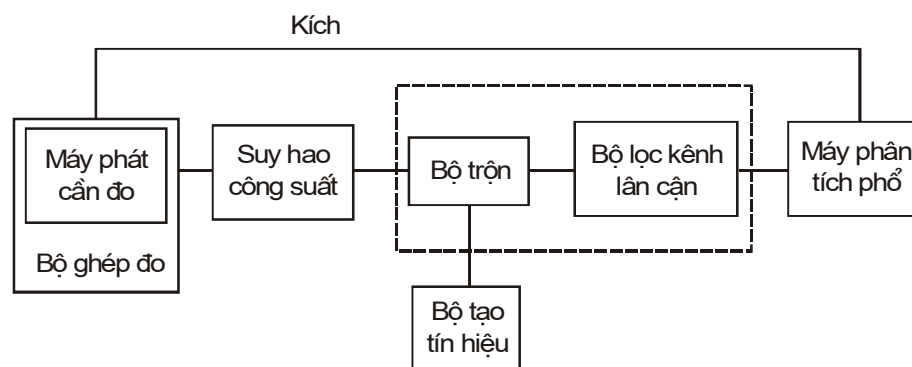 Kích
Máy phát
cần đo
Bộ ghép đo
Suy hao
công suất
Bộ trộn
Bộ lọc kênh
lân cận
Máy phân
tích phổ
Bộ tạo
tín hiệu